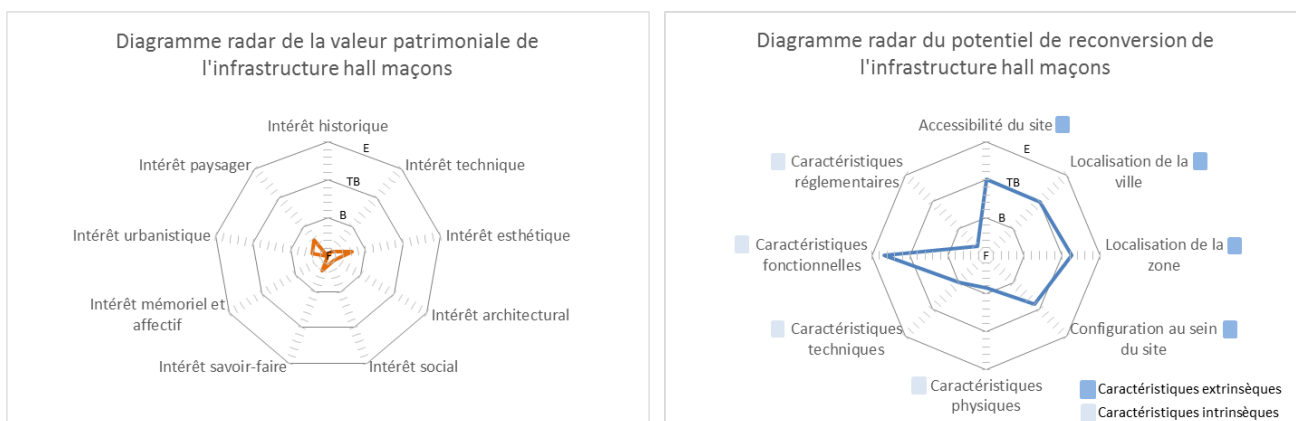 Diagramme radar de la valeur patrimoniale de
l'infrastructure hall maçons
Intérêt historique
E
Intérêt paysager
Intérêt technique
TB
B
Intérêt urbanistique
Intérêt esthétique
F
Intérêt mémoriel et
affectif
Intérêt architectural
Intérêt savoir-faire
Intérêt social
Diagramme radar du potentiel de reconversion de
l'infrastructure hall maçons
Accessibilité du site
E
Caractéristiques
réglementaires
Localisation de la
ville
TB
B
Caractéristiques
fonctionnelles
F
Localisation de la
zone
Caractéristiques
techniques
Configuration au sein
du site
Caractéristiques
physiques
Caractéristiques extrinsèques
Caractéristiques intrinsèques